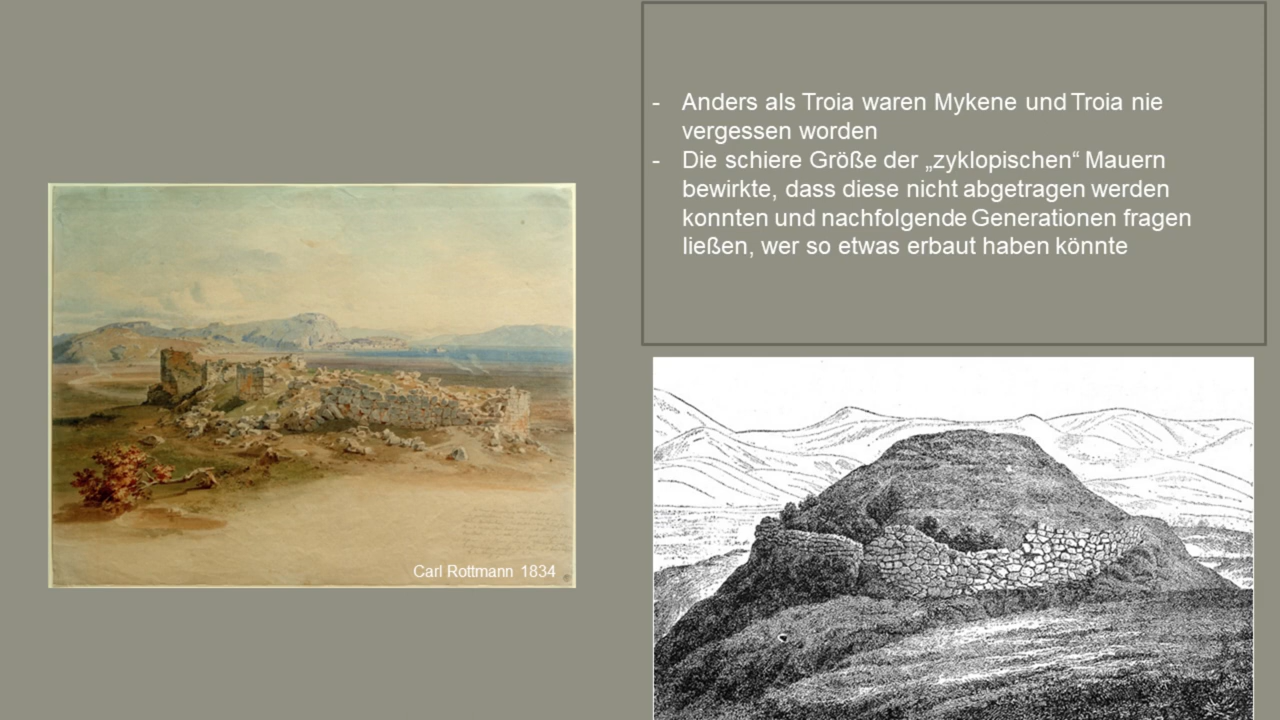 - Anders als Troia waren Mykene und Troia nie
vergessen worden
- Die schiere Größe der „zyklopischen“ Mauern
bewirkte, dass diese nicht abgetragen werden
konnten und nachfolgende Generationen fragen
ließen, wer so etwas erbaut haben könnte
Carl Rottmann 1834